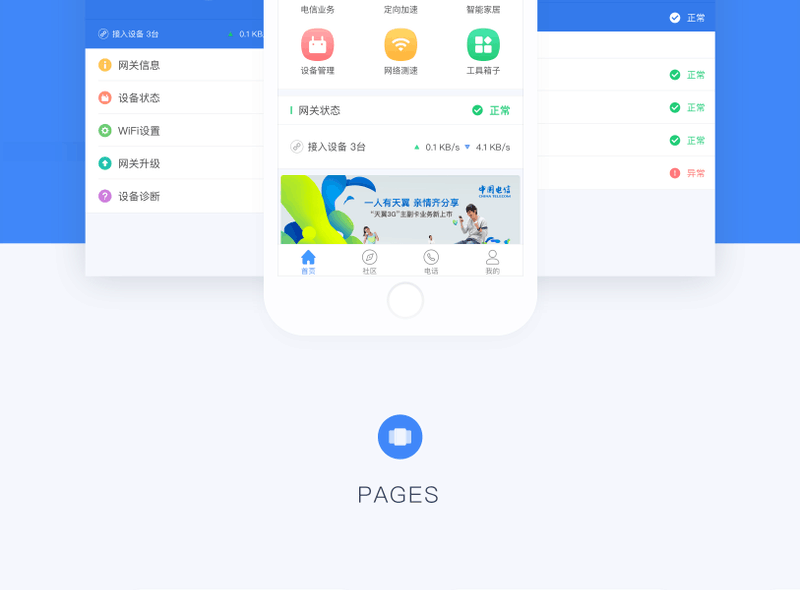 接入设备 3台
0.1 KB/
网关信息
设备状态
WiFi设置
网关升级
设备诊断
电信业务
定向加速
智能家居
设备管理
网络测速
工具箱子
网关状态
正常
接入设备 3台
0.1 KB/s
4.1 KB/s
中国电信
CHINA TELECOM
一人有天翼 亲情齐分享
“天翼3G”主副卡业务新上市
首页
社区
电话
我的
正常
正常
正常
正常
异常
PAGES